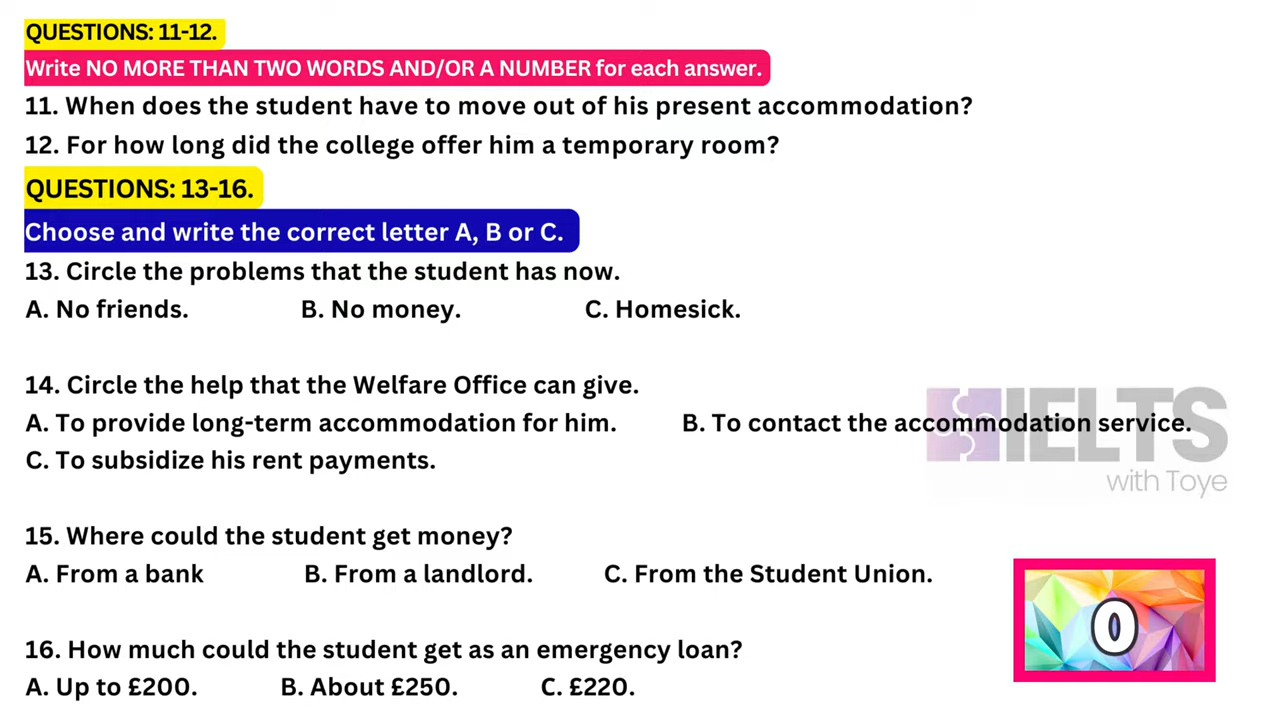 QUESTIONS: 11-12.
Write NO MORE THAN TWO WORDS AND/OR A NUMBER for each answer.
11. When does the student have to move out of his present accommodation?
12. For how long did the college offer him a temporary room?
QUESTIONS: 13-16.
Choose and write the correct letter A, B or C.
13. Circle the problems that the student has now.
A. No friends. B. No money. C. Homesick.
14. Circle the help that the Welfare Office can give.
A. To provide long-term accommodation for him. B. To contact the accommodation service.
C. To subsidize his rent payments.
IELTS
with Toye
15. Where could the student get money?
A. From a bank B. From a landlord. C. From the Student Union.
0
16. How much could the student get as an emergency loan?
A. Up to £200. B. About £250. C. £220.